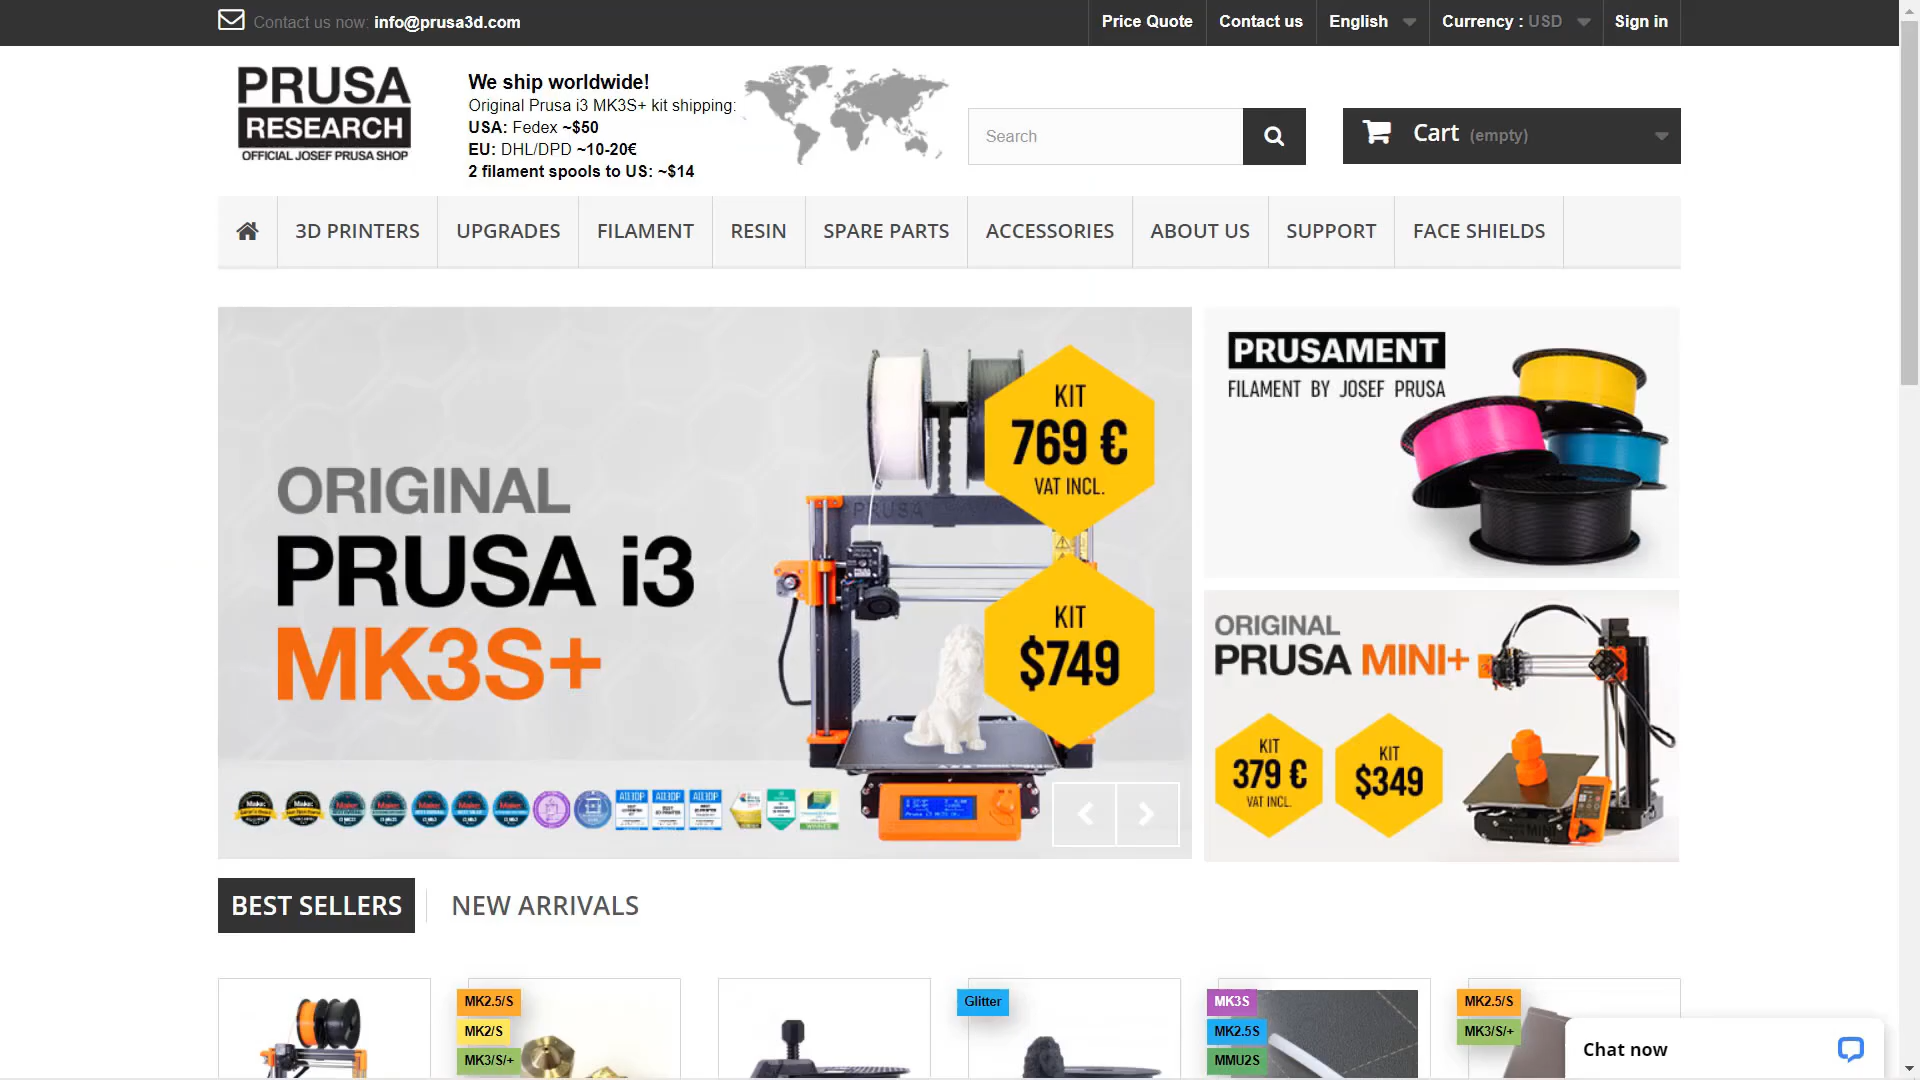 Contact us now: info@prusa3d.com
Price Quote
Contact us
English
Currency : USD
Sign in
PRUSA
RESEARCH
OFFICIAL JOSEF PRUSA SHOP
We ship worldwide!
Original Prusa i3 MK3S+ kit shipping:
USA: Fedex ~$50
EU: DHL/DPD ~10-20€
2 filament spools to US: ~$14
Search
Cart (empty)
3D PRINTERS
UPGRADES
FILAMENT
RESIN
SPARE PARTS
ACCESSORIES
ABOUT US
SUPPORT
FACE SHIELDS
ORIGINAL
PRUSA i3
MK3S+
PRUSA
KIT
769 €
VAT INCL.
KIT
$749
PRUSAMENT
FILAMENT BY JOSEF PRUSA
ORIGINAL
PRUSA MINI+
KIT
379 €
VAT INCL.
KIT
$349
MINI
BEST SELLERS
NEW ARRIVALS
MK2.5/S
MK2/S
MK3/S/+
Glitter
MK3S
MK2.5S
MMU2S
MK2.5/S
MK3/S/+
Chat now